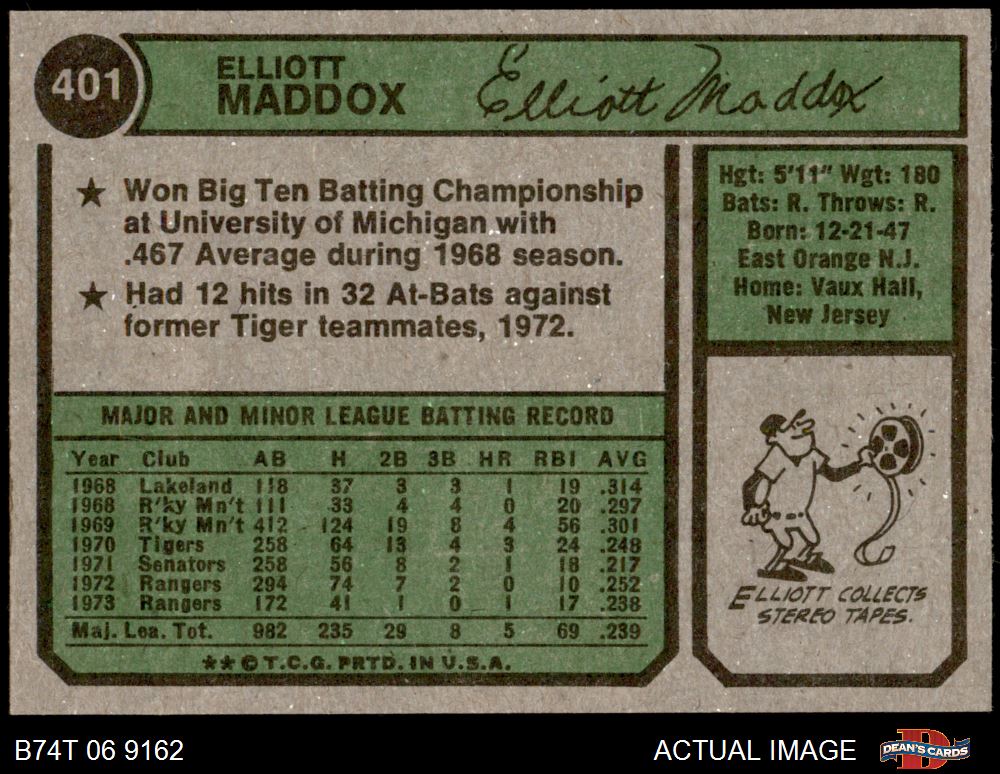 401
ELLIOTT
MADDOX
Elliott Maddox
★ Won Big Ten Batting Championship
at University of Michigan with
.467 Average during 1968 season.
★ Had 12 hits in 32 At-Bats against
former Tiger teammates, 1972.
Hgt: 5'11" Wgt: 180
Bats: R. Throws: R.
Born: 12-21-47
East Orange N.J.
Home: Vaux Hall,
New Jersey
MAJOR AND MINOR LEAGUE BATTING RECORD
Year Club AB H 2B 3B HR RBI AVG
1968 Lakeland 118 37 3 3 1 19 .314
1968 R'ky Mn't 111 33 4 4 0 20 .297
1969 R'ky Mn't 412 124 19 8 4 56 .301
1970 Tigers 258 64 13 4 3 24 .248
1971 Senators 258 56 8 2 1 18 .217
1972 Rangers 294 74 7 2 0 10 .252
1973 Rangers 172 41 1 0 1 17 .238
Maj. Lea. Tot. 982 235 29 8 5 69 .239
★★ © T.C.G. PRTD. IN U.S.A.
ELLIOTT COLLECTS
STEREO TAPES.
B74T 06 9162
ACTUAL IMAGE
DEAN'S CARDS